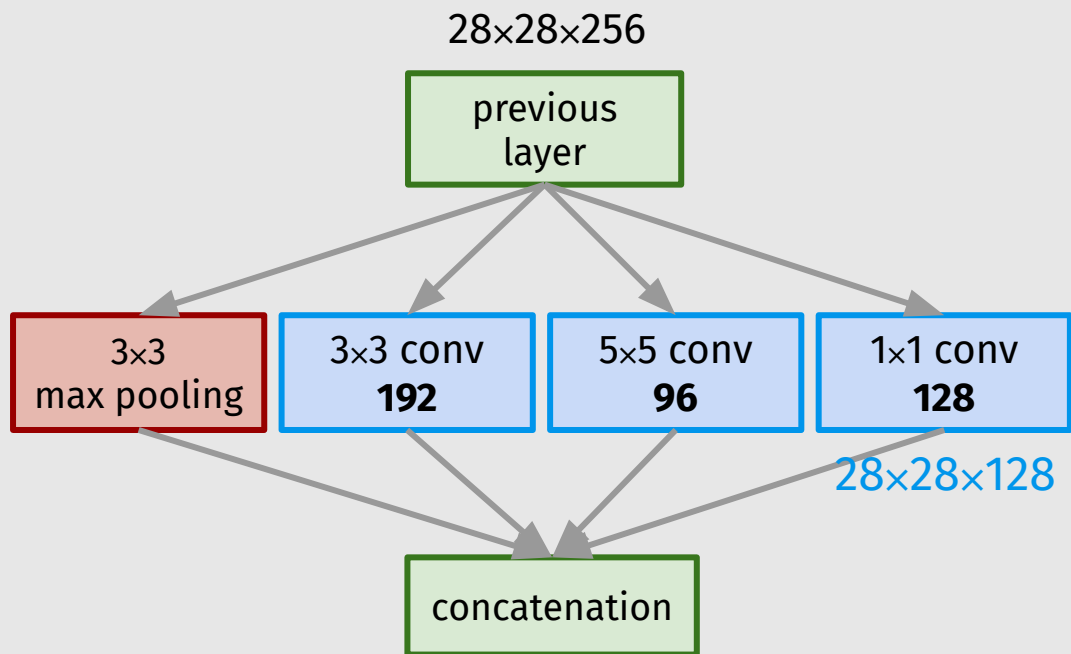 28×28×256
previous
layer
3×3
max pooling
3×3 conv
192
5×5 conv
96
1×1 conv
128
28×28×128
concatenation